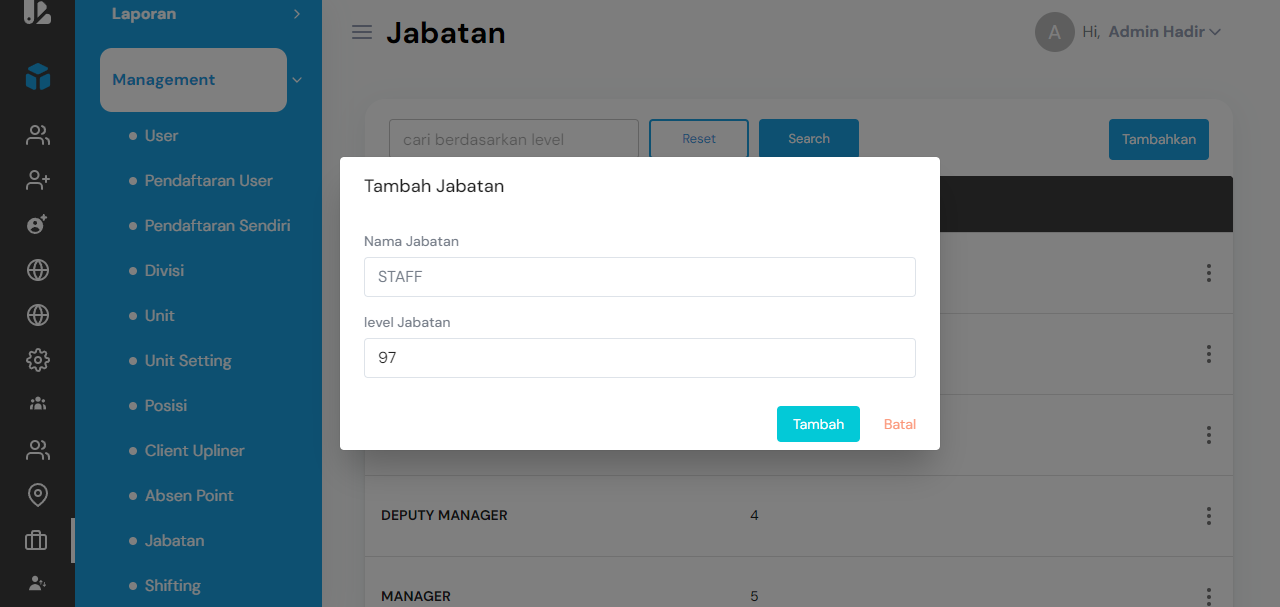 Laporan
Management
User
Pendaftaran User
Pendaftaran Sendiri
Divisi
Unit
Unit Setting
Posisi
Client Upliner
Absen Point
Jabatan
Shifting
Jabatan
A Hi, Admin Hadir
cari berdasarkan level Reset Search Tambahkan
Tambah Jabatan
Nama Jabatan
STAFF
level Jabatan
97
Tambah Batal
DEPUTY MANAGER 4
MANAGER 5